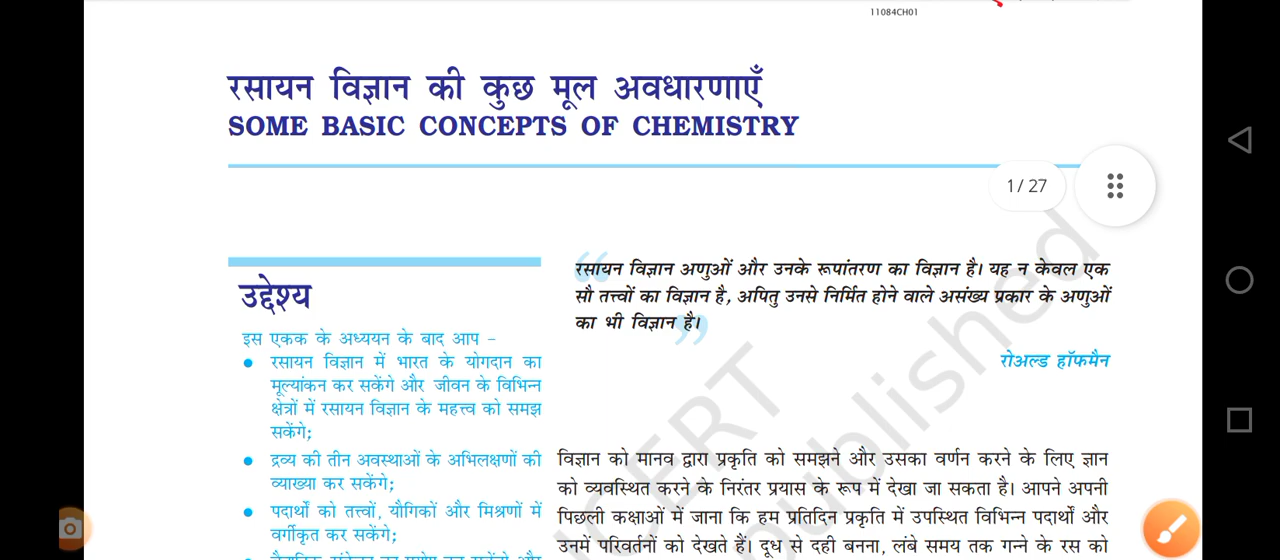 11084CH01
रसायन विज्ञान की कुछ मूल अवधारणाएँ
SOME BASIC CONCEPTS OF CHEMISTRY
1 / 27
उद्देश्य
इस एकक के अध्ययन के बाद आप –
• रसायन विज्ञान में भारत के योगदान का
मूल्यांकन कर सकेंगे और जीवन के विभिन्न
क्षेत्रों में रसायन विज्ञान के महत्त्व को समझ
सकेंगे;
• द्रव्य की तीन अवस्थाओं के अभिलक्षणों की
व्याख्या कर सकेंगे;
• पदार्थों को तत्त्वों, यौगिकों और मिश्रणों में
वर्गीकृत कर सकेंगे;
“
रसायन विज्ञान अणुओं और उनके रूपांतरण का विज्ञान है। यह न केवल एक
सौ तत्त्वों का विज्ञान है, अपितु उनसे निर्मित होने वाले असंख्य प्रकार के अणुओं
का भी विज्ञान है।
”
रोअल्ड हॉफमैन
विज्ञान को मानव द्वारा प्रकृति को समझने और उसका वर्णन करने के लिए ज्ञान
को व्यवस्थित करने के निरंतर प्रयास के रूप में देखा जा सकता है। आपने अपनी
पिछली कक्षाओं में जाना कि हम प्रतिदिन प्रकृति में उपस्थित विभिन्न पदार्थों और
उनमें परिवर्तनों को देखते हैं। दूध से दही बनना, लंबे समय तक गन्ने के रस को
NCERT
published